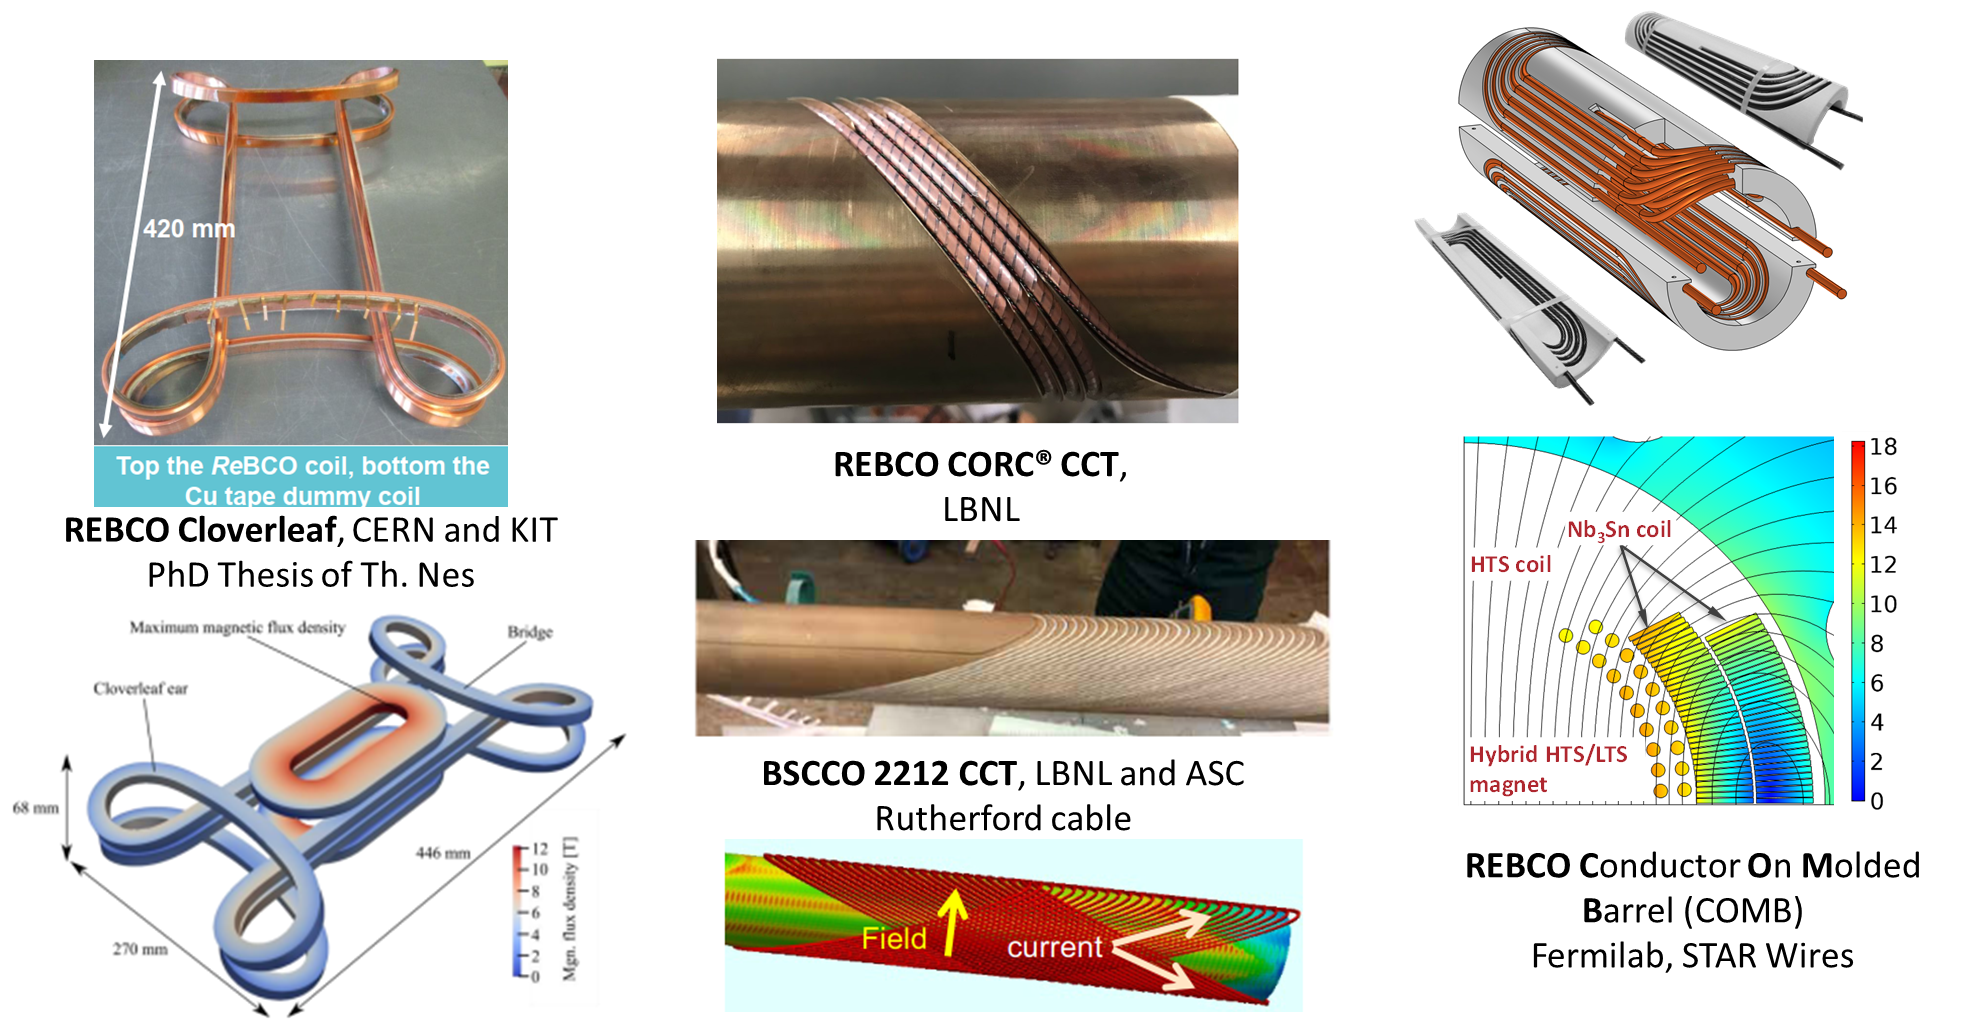 420 mm
Top the ReBCO coil, bottom the
Cu tape dummy coil
REBCO Cloverleaf, CERN and KIT
PhD Thesis of Th. Nes
Maximum magnetic flux density
Bridge
Cloverleaf ear
68 mm
446 mm
270 mm
12
10
8
6
4
2
0
Mgn. flux density [T]
REBCO CORC® CCT,
LBNL
BSCCO 2212 CCT, LBNL and ASC
Rutherford cable
Field
current
Nb₃Sn coil
HTS coil
Hybrid HTS/LTS
magnet
18
16
14
12
10
8
6
4
2
0
REBCO Conductor On Molded
Barrel (COMB)
Fermilab, STAR Wires